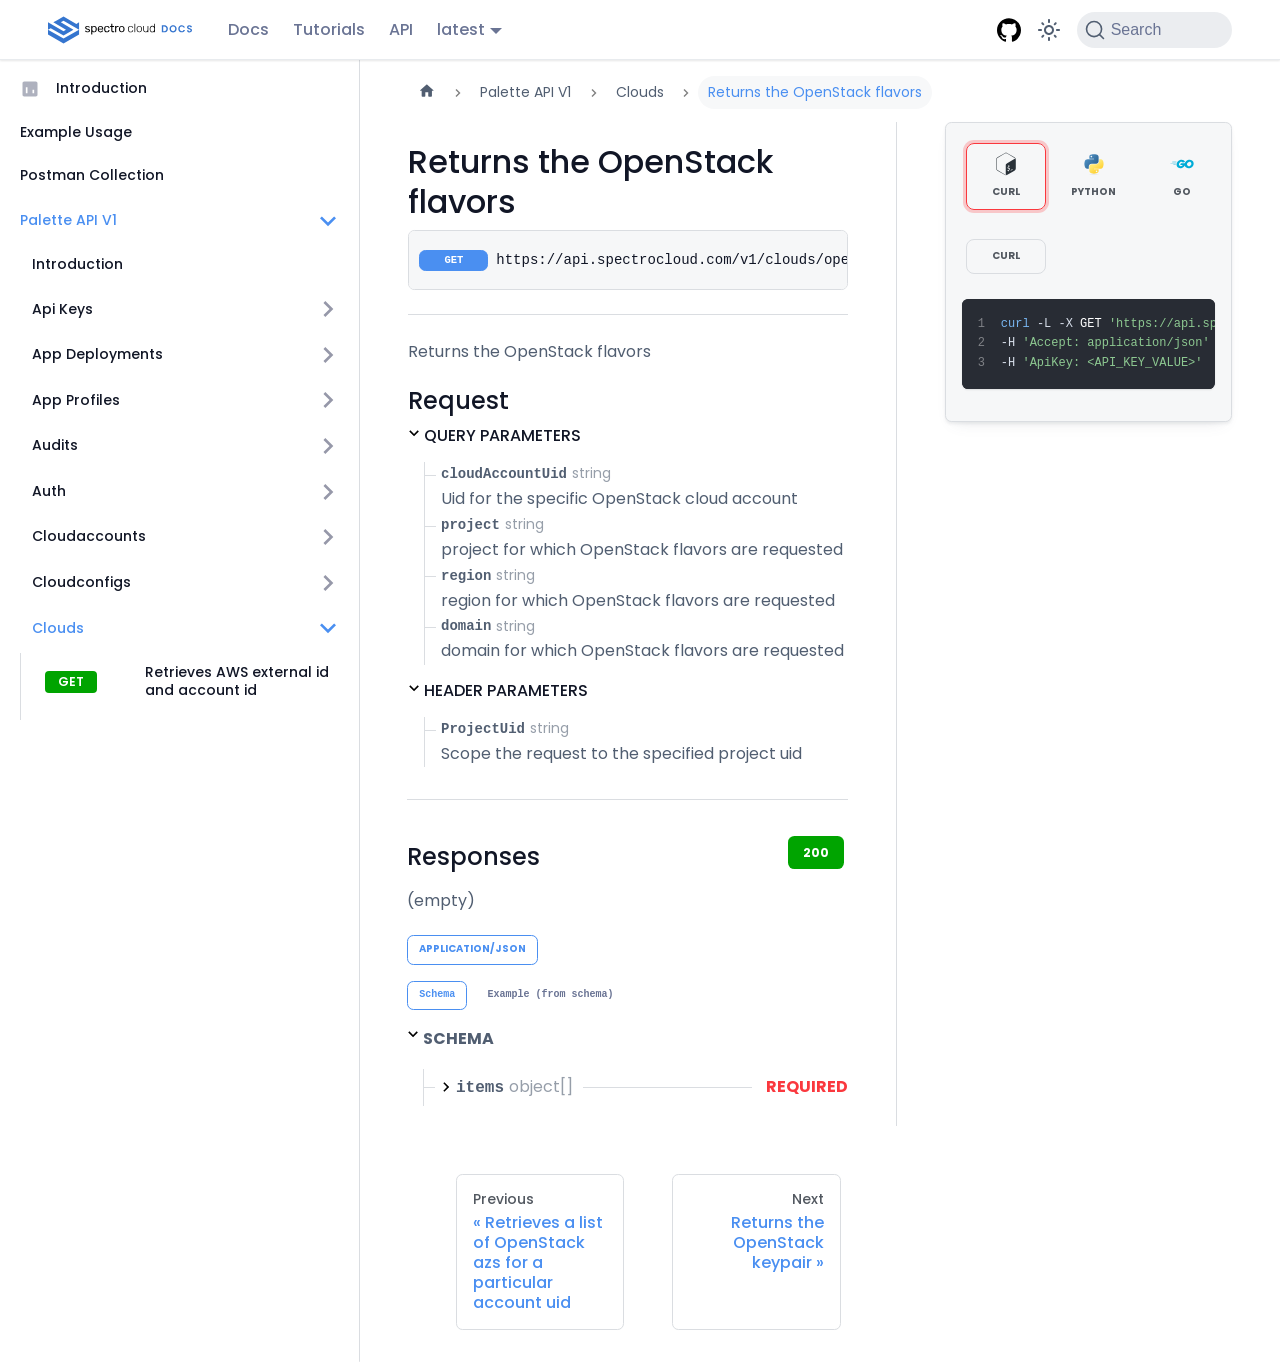 spectro cloud DOCS
Docs
Tutorials
API
latest
Search
Introduction
Example Usage
Postman Collection
Palette API V1
Introduction
Api Keys
App Deployments
App Profiles
Audits
Auth
Cloudaccounts
Cloudconfigs
Clouds
GET Retrieves AWS external id
and account id
Palette API V1
Clouds
Returns the OpenStack flavors
Returns the OpenStack
flavors
GET https://api.spectrocloud.com/v1/clouds/ope
Returns the OpenStack flavors
Request
QUERY PARAMETERS
cloudAccountUid string
Uid for the specific OpenStack cloud account
project string
project for which OpenStack flavors are requested
region string
region for which OpenStack flavors are requested
domain string
domain for which OpenStack flavors are requested
HEADER PARAMETERS
ProjectUid string
Scope the request to the specified project uid
Responses
200
(empty)
APPLICATION/JSON
Schema
Example (from schema)
SCHEMA
items object[] REQUIRED
Previous
« Retrieves a list
of OpenStack
azs for a
particular
account uid
Next
Returns the
OpenStack
keypair »
CURL
PYTHON
GO
CURL
1 curl -L -X GET 'https://api.sp
2 -H 'Accept: application/json'
3 -H 'ApiKey: <API_KEY_VALUE>'